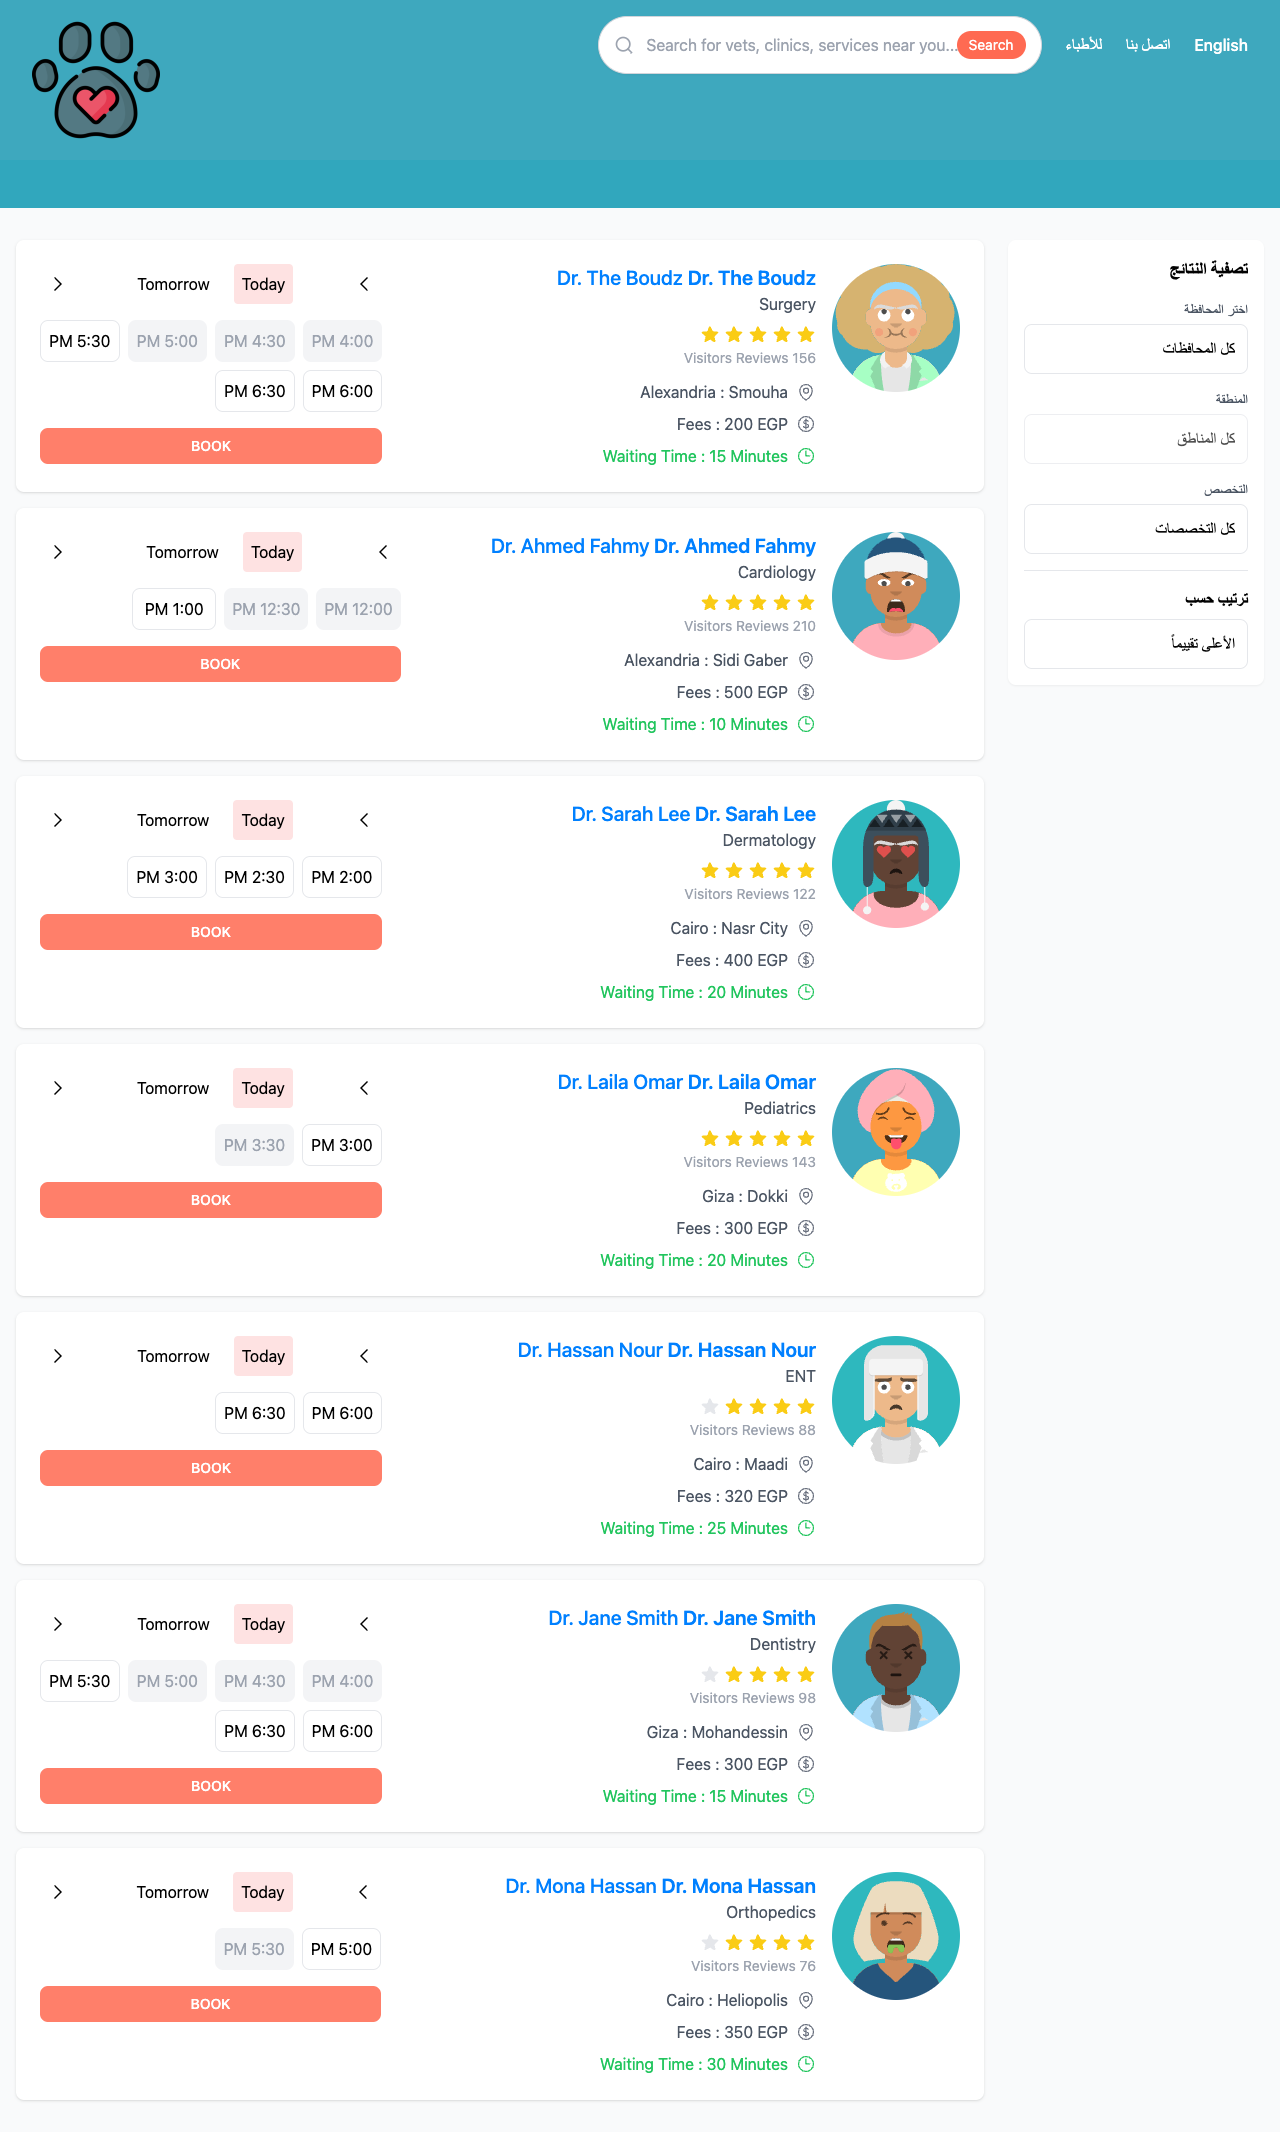 Search for vets, clinics, services near you...
Search
للأطباء
اتصل بنا
English
تصفية النتائج
اختر المحافظة
كل المحافظات
المنطقة
كل المناطق
التخصص
كل التخصصات
ترتيب حسب
الأعلى تقييماً
Dr. The Boudz Dr. The Boudz
Surgery
Visitors Reviews 156
Alexandria : Smouha
Fees : 200 EGP
Waiting Time : 15 Minutes
Tomorrow Today
PM 5:30 PM 5:00 PM 4:30 PM 4:00
PM 6:30 PM 6:00
BOOK
Dr. Ahmed Fahmy Dr. Ahmed Fahmy
Cardiology
Visitors Reviews 210
Alexandria : Sidi Gaber
Fees : 500 EGP
Waiting Time : 10 Minutes
Tomorrow Today
PM 1:00 PM 12:30 PM 12:00
BOOK
Dr. Sarah Lee Dr. Sarah Lee
Dermatology
Visitors Reviews 122
Cairo : Nasr City
Fees : 400 EGP
Waiting Time : 20 Minutes
Tomorrow Today
PM 3:00 PM 2:30 PM 2:00
BOOK
Dr. Laila Omar Dr. Laila Omar
Pediatrics
Visitors Reviews 143
Giza : Dokki
Fees : 300 EGP
Waiting Time : 20 Minutes
Tomorrow Today
PM 3:30 PM 3:00
BOOK
Dr. Hassan Nour Dr. Hassan Nour
ENT
Visitors Reviews 88
Cairo : Maadi
Fees : 320 EGP
Waiting Time : 25 Minutes
Tomorrow Today
PM 6:30 PM 6:00
BOOK
Dr. Jane Smith Dr. Jane Smith
Dentistry
Visitors Reviews 98
Giza : Mohandessin
Fees : 300 EGP
Waiting Time : 15 Minutes
Tomorrow Today
PM 5:30 PM 5:00 PM 4:30 PM 4:00
PM 6:30 PM 6:00
BOOK
Dr. Mona Hassan Dr. Mona Hassan
Orthopedics
Visitors Reviews 76
Cairo : Heliopolis
Fees : 350 EGP
Waiting Time : 30 Minutes
Tomorrow Today
PM 5:30 PM 5:00
BOOK